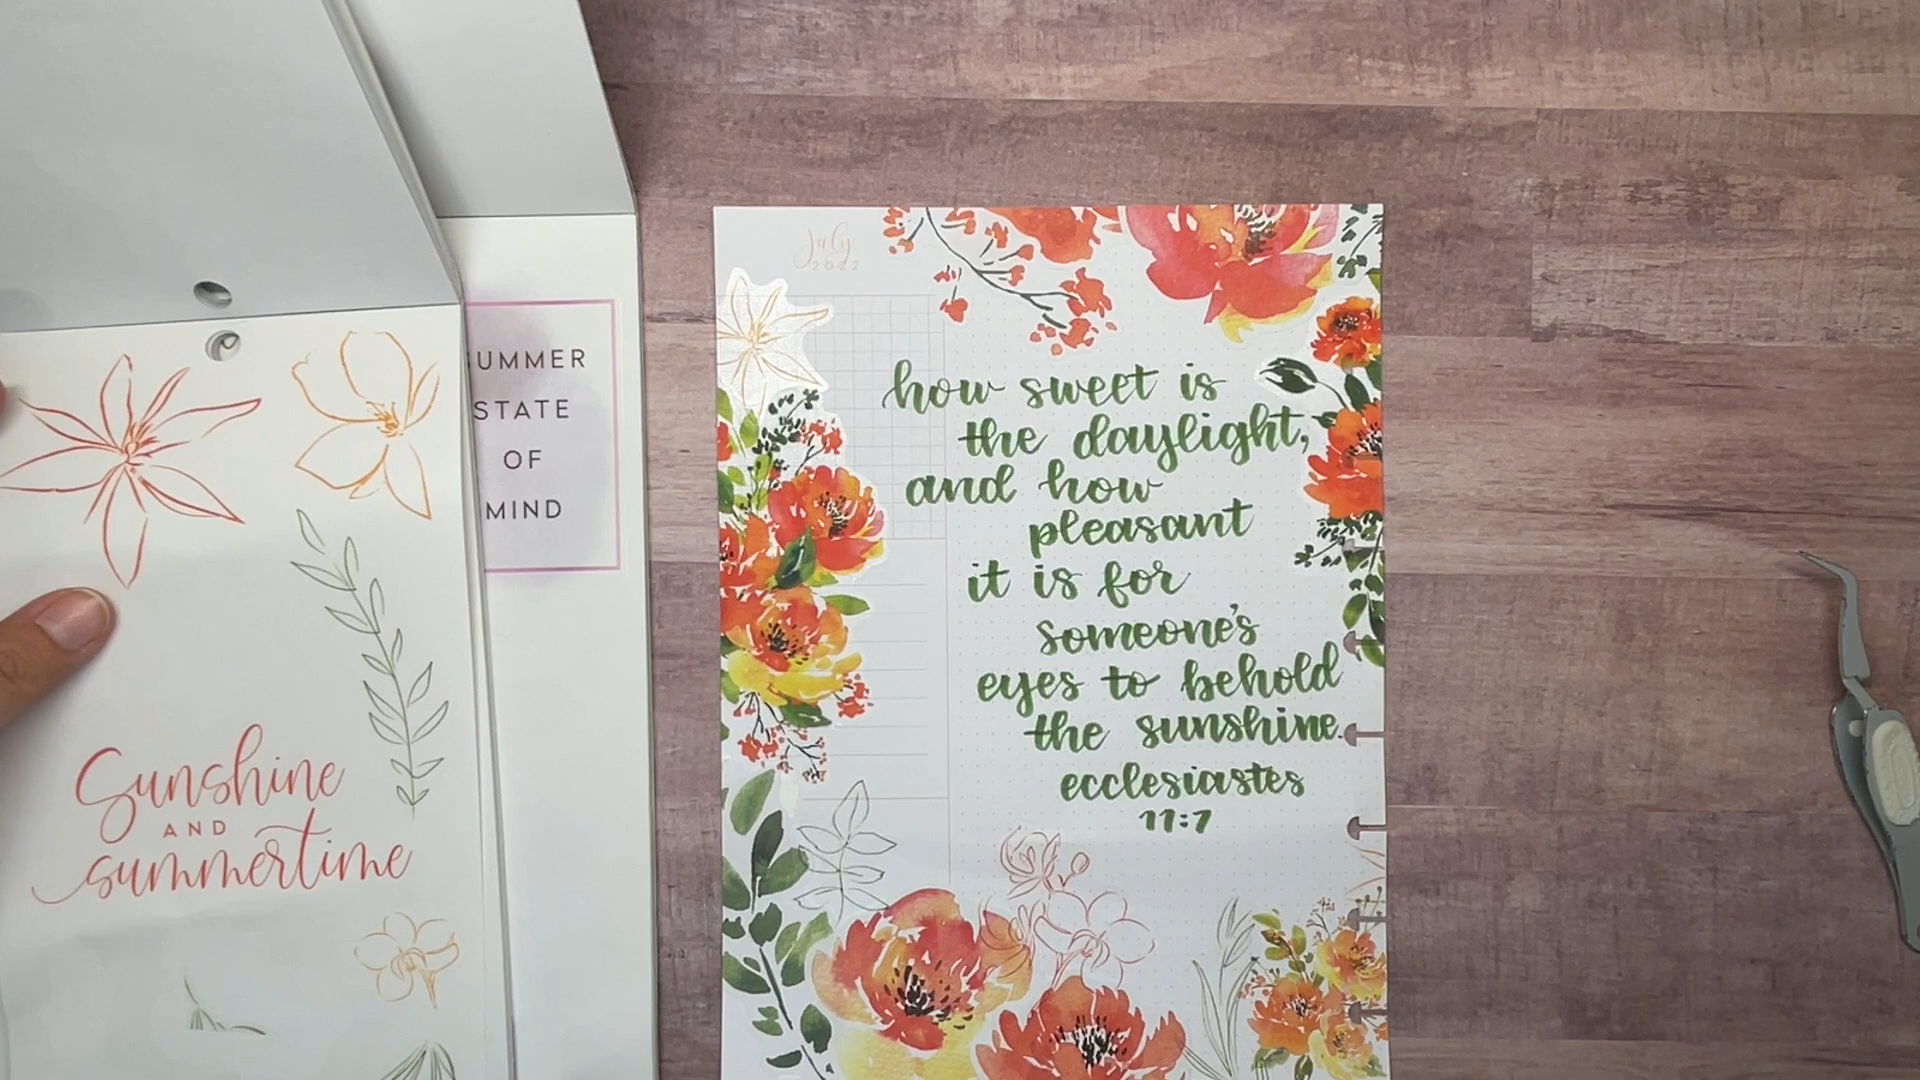 SUMMER
STATE
OF
MIND
Sunshine
AND
summertime
July
2022
how sweet is
the daylight,
and how
pleasant
it is for
someone's
eyes to behold
the sunshine.
ecclesiastes
11:7